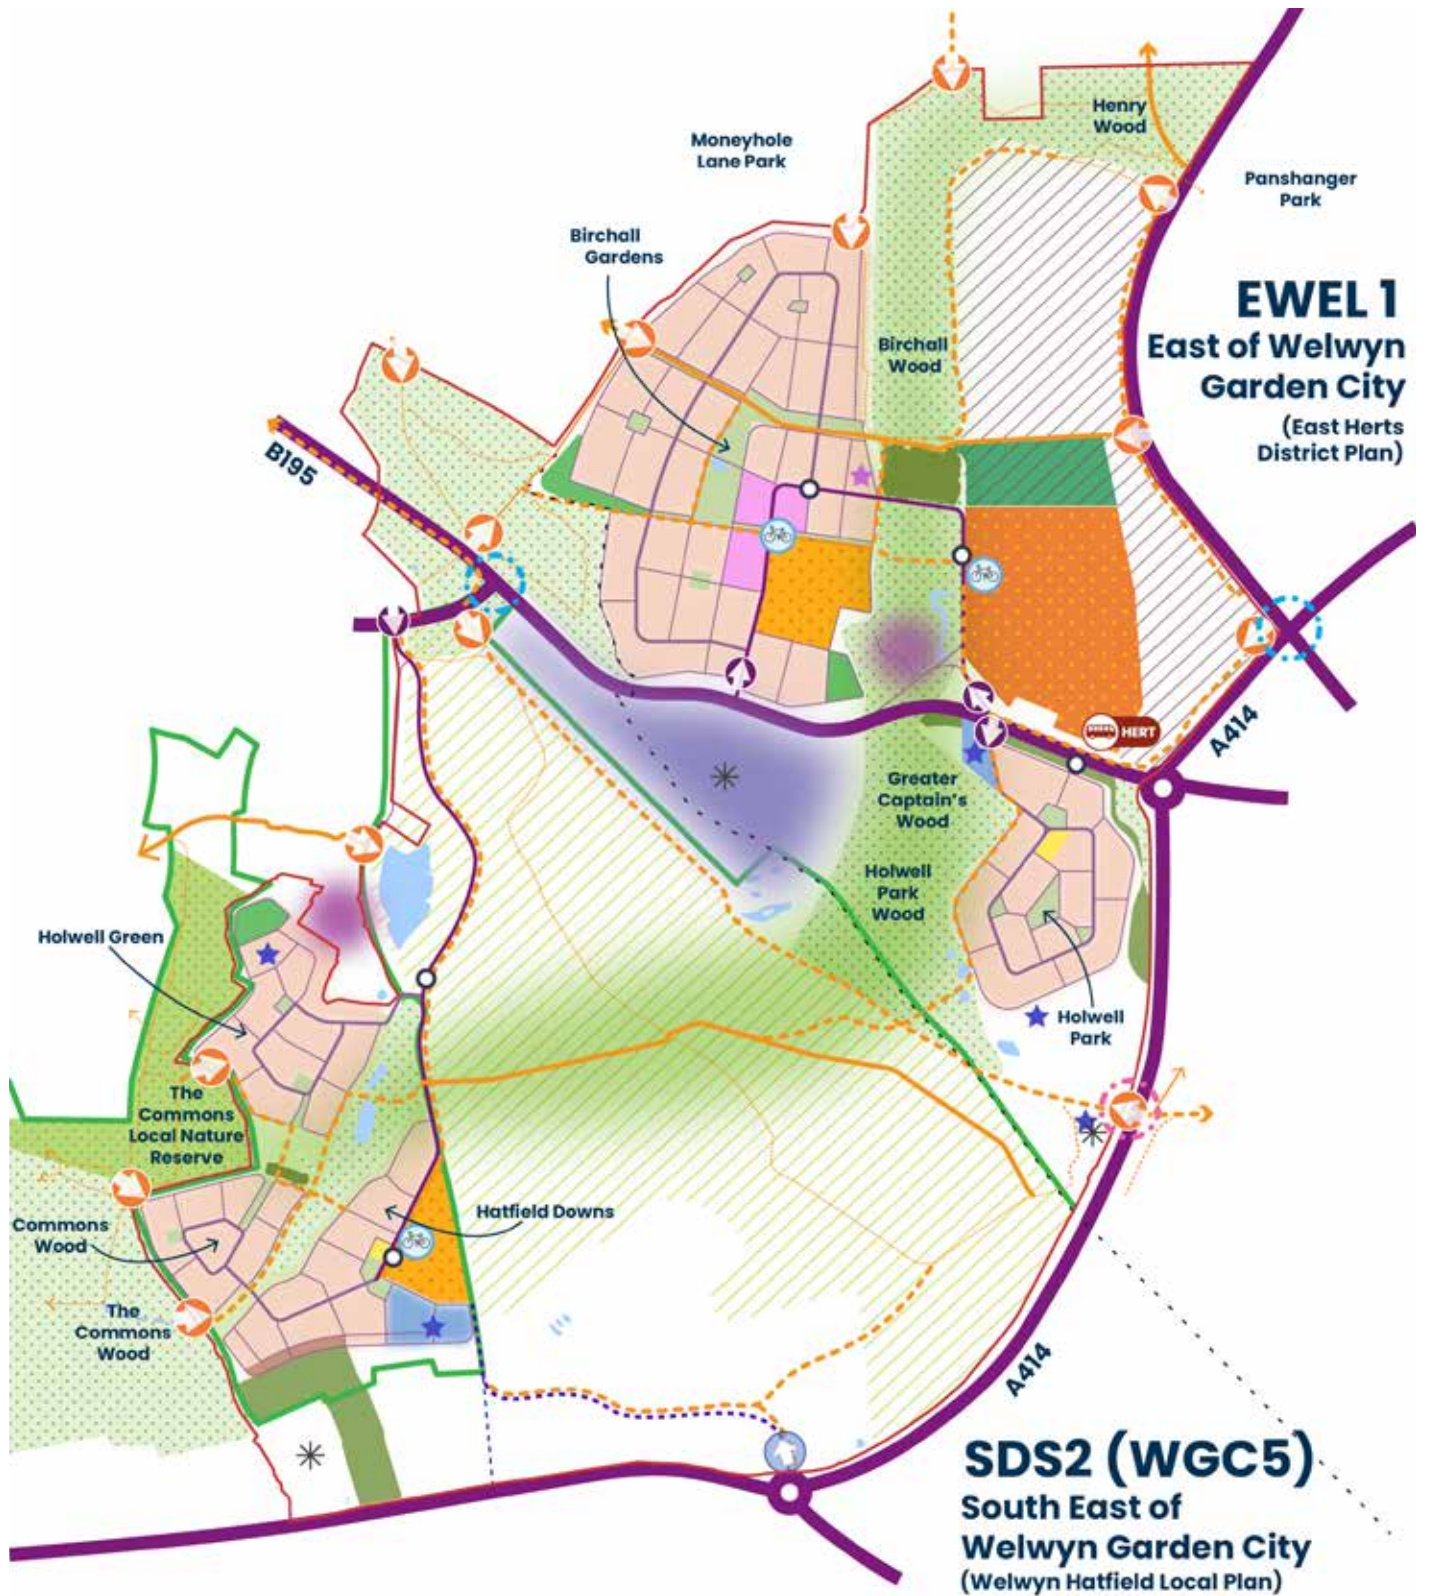 Henry
Wood
Moneyhole
Lane Park
Panshanger
Park
Birchall
Gardens
EWEL 1
East of Welwyn
Garden City
(East Herts
District Plan)
Birchall
Wood
B195
HERT
A414
Greater
Captain's
Wood
Holwell
Park
Wood
Holwell Green
Holwell
Park
The
Commons
Local Nature
Reserve
Hatfield Downs
Commons
Wood
The
Commons
Wood
A414
SDS2 (WGC5)
South East of
Welwyn Garden City
(Welwyn Hatfield Local Plan)